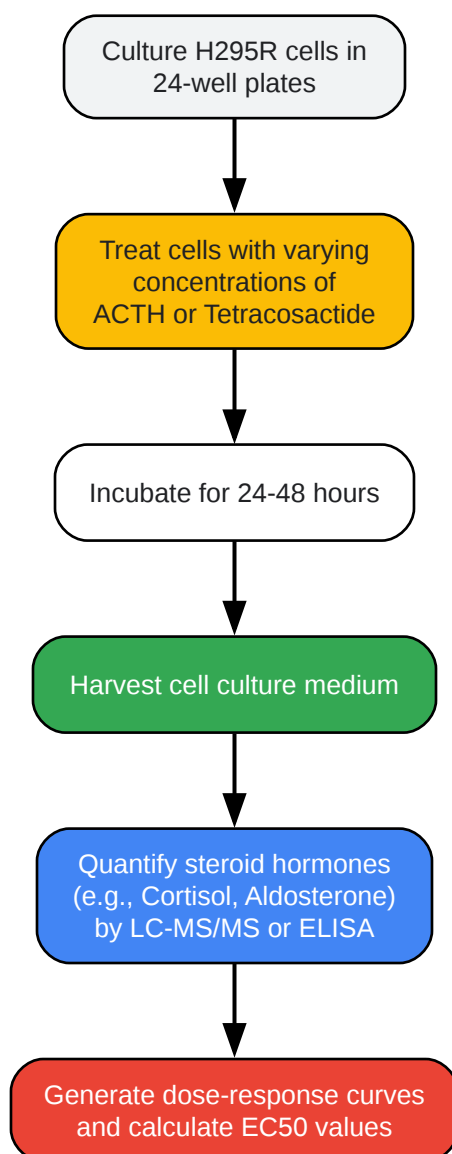 Culture H295R cells in
24-well plates
Treat cells with varying
concentrations of
ACTH or Tetracosactide
Incubate for 24-48 hours
Harvest cell culture medium
Quantify steroid hormones
(e.g., Cortisol, Aldosterone)
by LC-MS/MS or ELISA
Generate dose-response curves
and calculate EC50 values